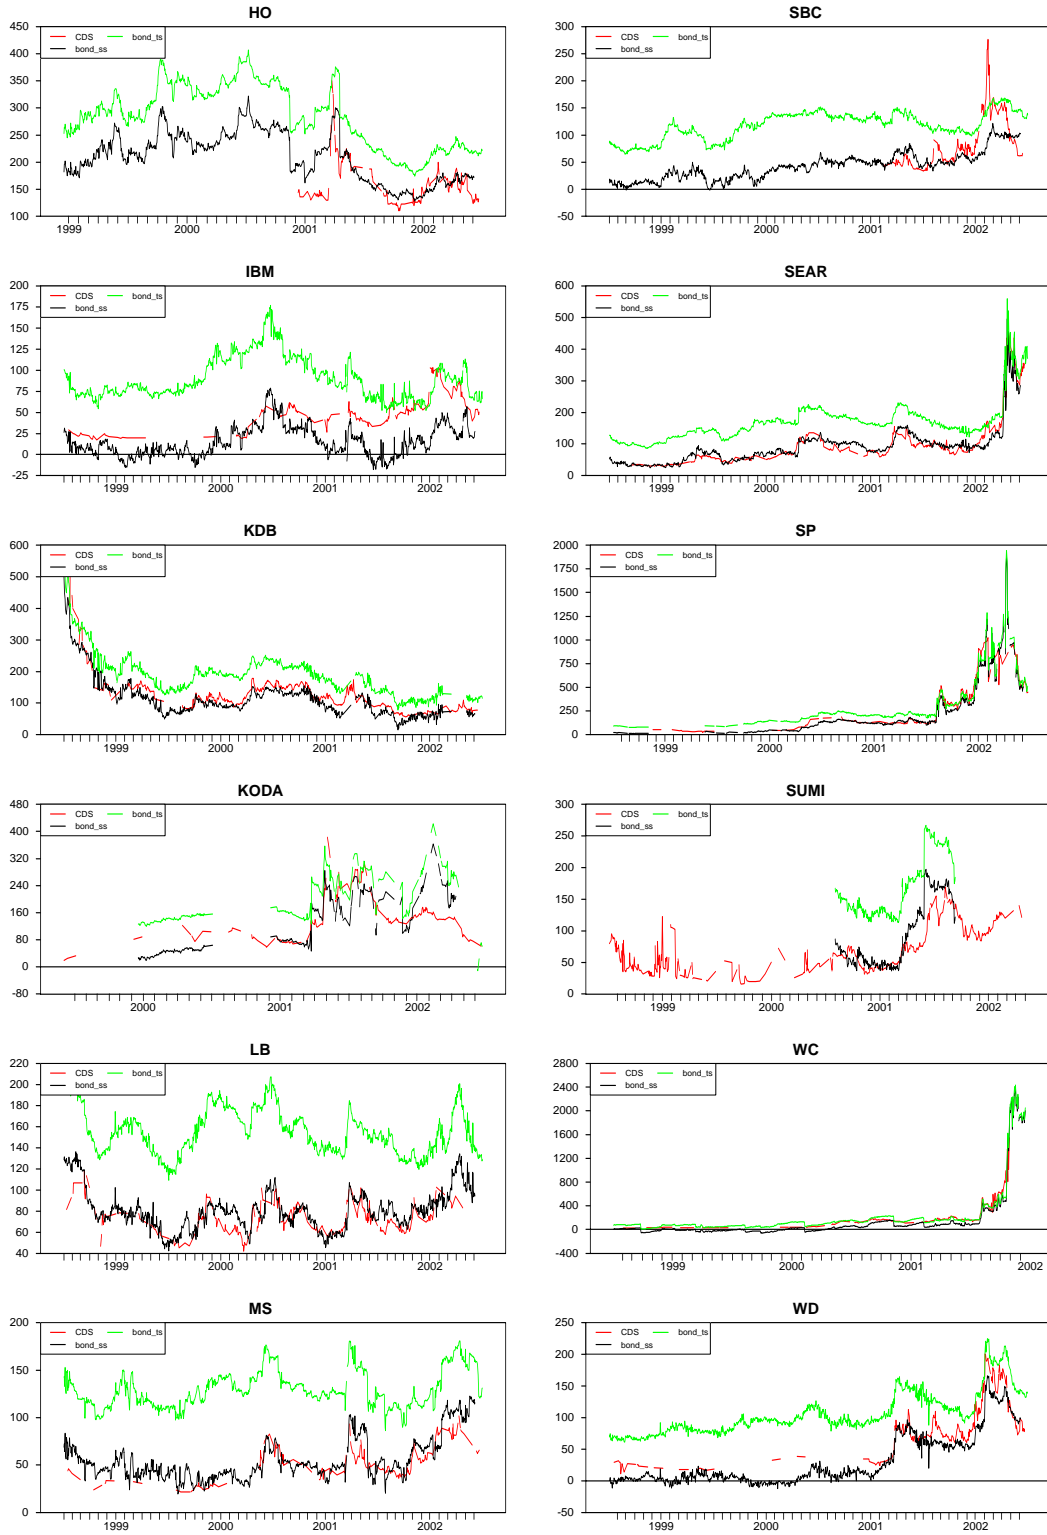 HO
CDS bond_ts
bond_ss
450
400
350
300
250
200
150
100
1999 2000 2001 2002
SBC
CDS bond_ts
bond_ss
300
250
200
150
100
50
0
-50
1999 2000 2001 2002
IBM
CDS bond_ts
bond_ss
200
175
150
125
100
75
50
25
0
-25
1999 2000 2001 2002
SEAR
CDS bond_ts
bond_ss
600
500
400
300
200
100
0
1999 2000 2001 2002
KDB
CDS bond_ts
bond_ss
600
500
400
300
200
100
0
1999 2000 2001 2002
SP
CDS bond_ts
bond_ss
2000
1750
1500
1250
1000
750
500
250
0
1999 2000 2001 2002
KODA
CDS bond_ts
bond_ss
480
400
320
240
160
80
0
-80
2000 2001 2002
SUMI
CDS bond_ts
bond_ss
300
250
200
150
100
50
0
1999 2000 2001 2002
LB
CDS bond_ts
bond_ss
220
200
180
160
140
120
100
80
60
40
1999 2000 2001 2002
WC
CDS bond_ts
bond_ss
2800
2400
2000
1600
1200
800
400
0
-400
1999 2000 2001 2002
MS
CDS bond_ts
bond_ss
200
150
100
50
0
1999 2000 2001 2002
WD
CDS bond_ts
bond_ss
250
200
150
100
50
0
-50
1999 2000 2001 2002